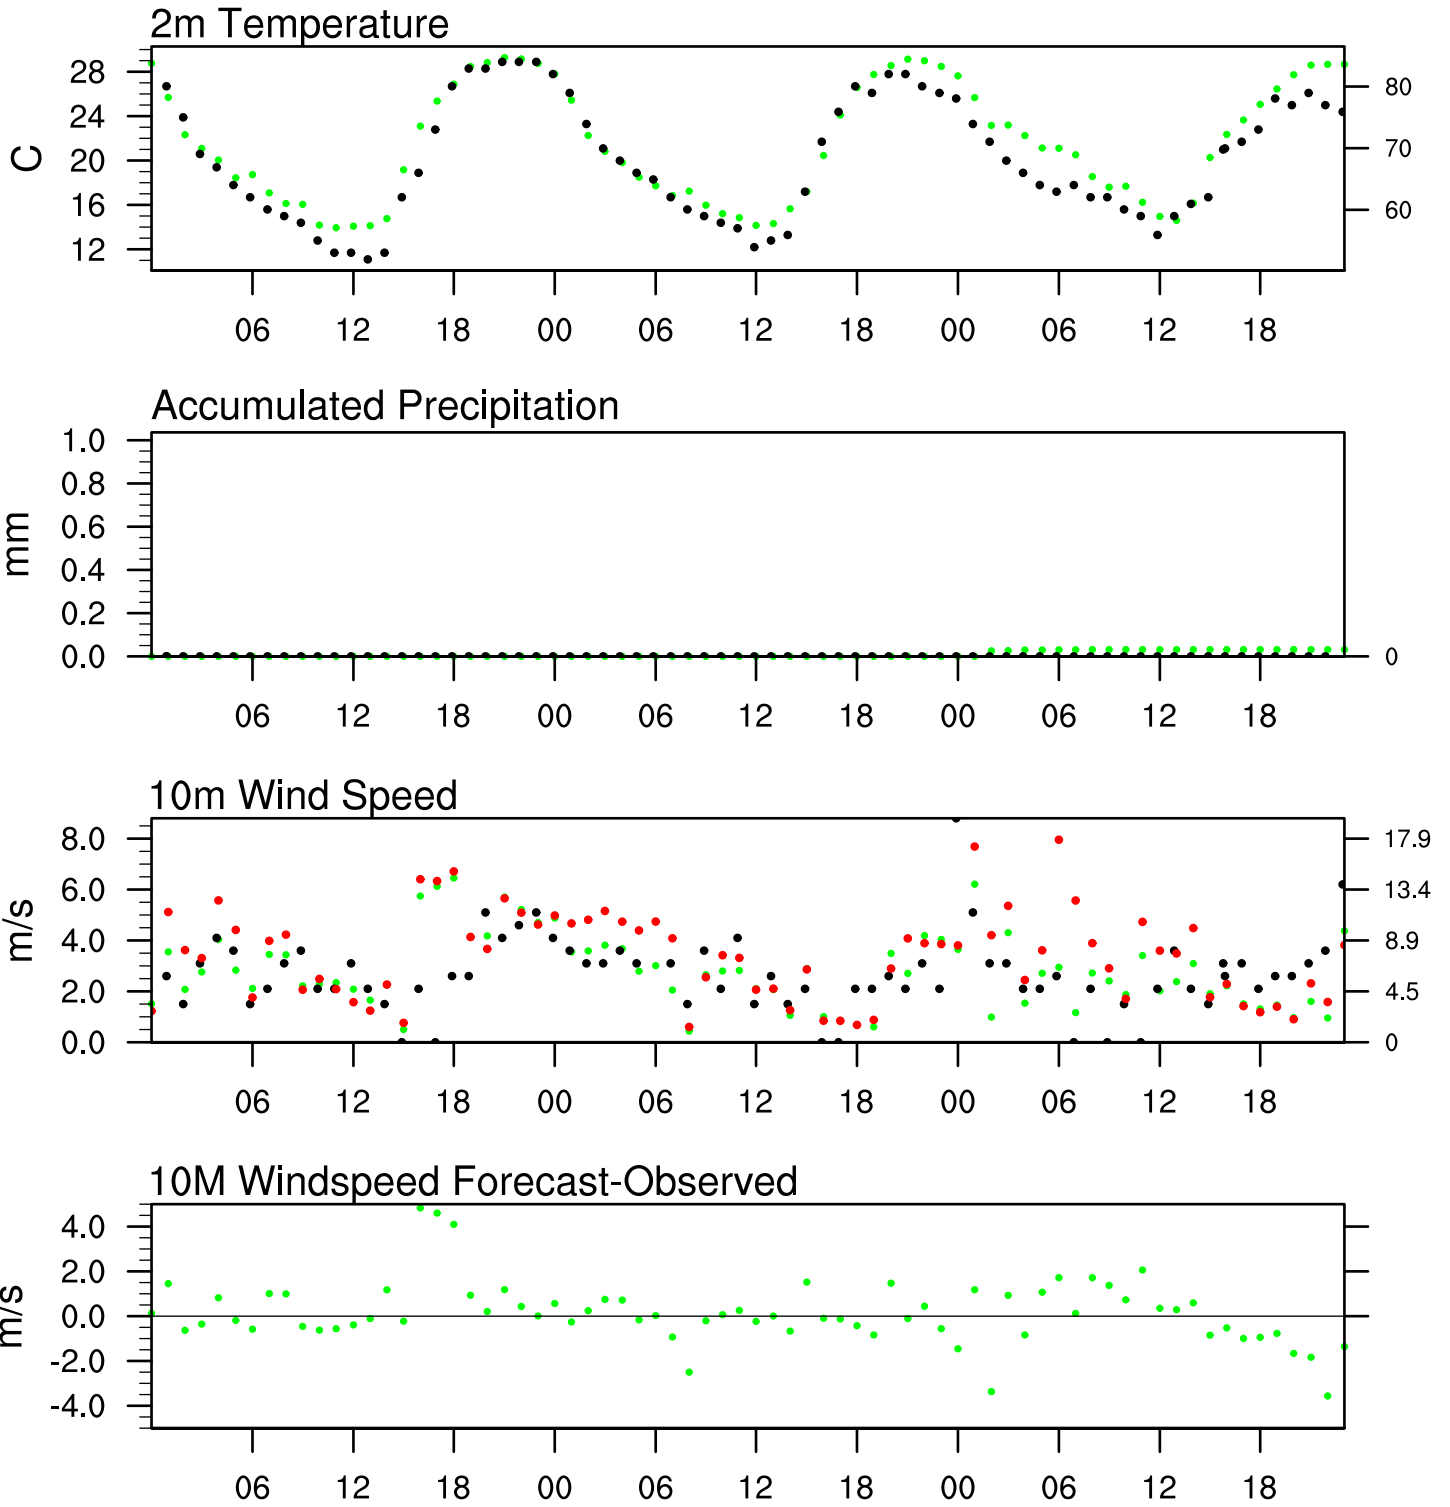 2m Temperature
28
24
20
16
12
C
80
70
60
06 12 18 00 06 12 18 00 06 12 18
Accumulated Precipitation
1.0
0.8
0.6
0.4
0.2
0.0
mm
0
06 12 18 00 06 12 18 00 06 12 18
10m Wind Speed
8.0
6.0
4.0
2.0
0.0
m/s
17.9
13.4
8.9
4.5
0
06 12 18 00 06 12 18 00 06 12 18
10M Windspeed Forecast-Observed
4.0
2.0
0.0
-2.0
-4.0
m/s
06 12 18 00 06 12 18 00 06 12 18